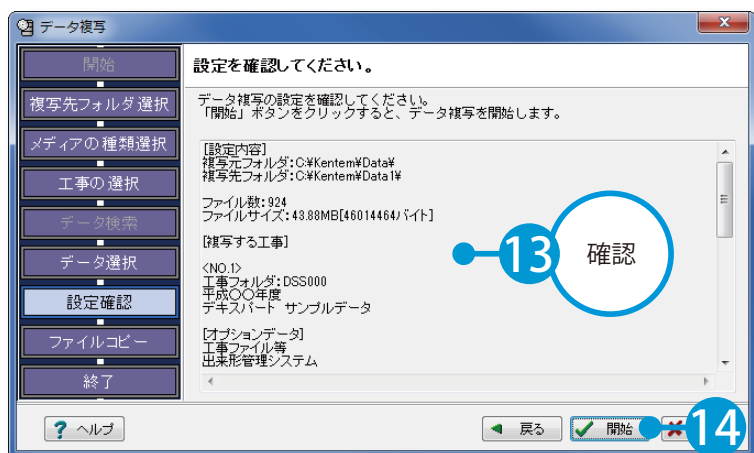 データ複写
開始
複写先フォルダ選択
メディアの種類選択
工事の選択
データ検索
データ選択
設定確認
ファイルコピー
終了
設定を確認してください。
データ複写の設定を確認してください。
「開始」ボタンをクリックすると、データ複写を開始します。
[設定内容]
複写元フォルダ:C:¥Kentem¥Data¥
複写先フォルダ:C:¥Kentem¥Data1¥
ファイル数:924
ファイルサイズ:43.88MB[46014464バイト]
[複写する工事]
<NO.1>
工事フォルダ:DSS000
平成〇〇年度
デキスパート サンプルデータ
[オプションデータ]
工事ファイル等
出来形管理システム
13 確認
? ヘルプ
戻る
開始
14